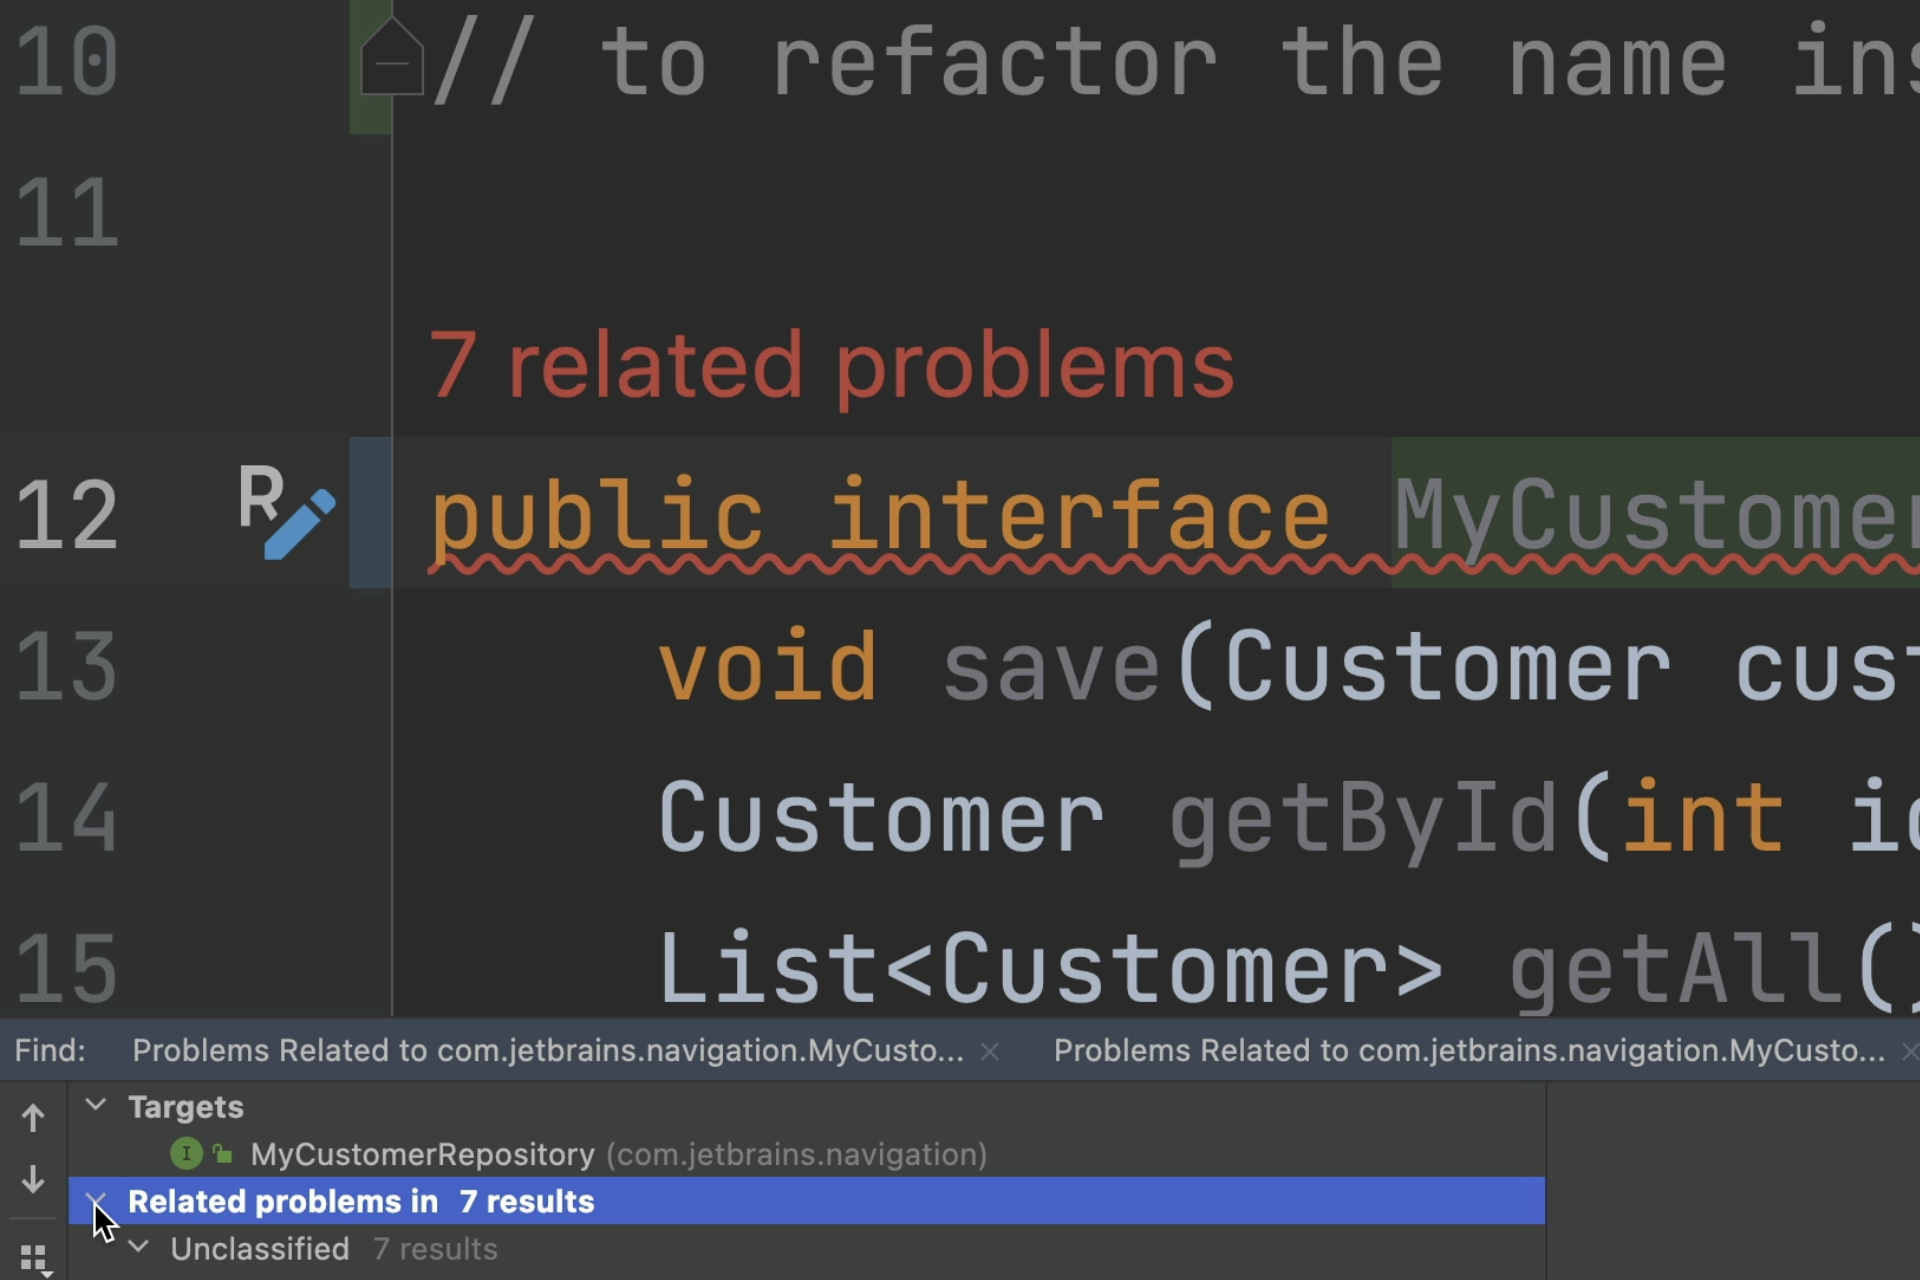 10 // to refactor the name ins
11
7 related problems
12 R public interface MyCustomer
13 void save(Customer cust
14 Customer getById(int id
15 List<Customer> getAll()
Find: Problems Related to com.jetbrains.navigation.MyCusto... Problems Related to com.jetbrains.navigation.MyCusto...
Targets
I MyCustomerRepository (com.jetbrains.navigation)
Related problems in 7 results
Unclassified 7 results